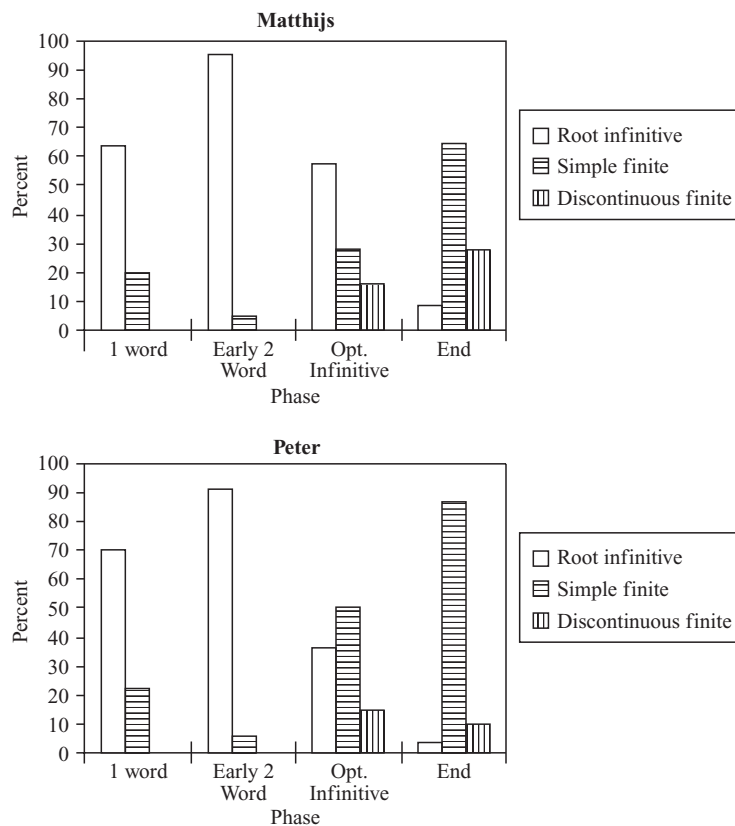 Matthijs
100
90
80
70
60
50
40
30
20
10
0
Percent
1 word
Early 2
Word
Opt.
Infinitive
End
Phase
Root infinitive
Simple finite
Discontinuous finite
Peter
100
90
80
70
60
50
40
30
20
10
0
Percent
1 word
Early 2
Word
Opt.
Infinitive
End
Phase
Root infinitive
Simple finite
Discontinuous finite